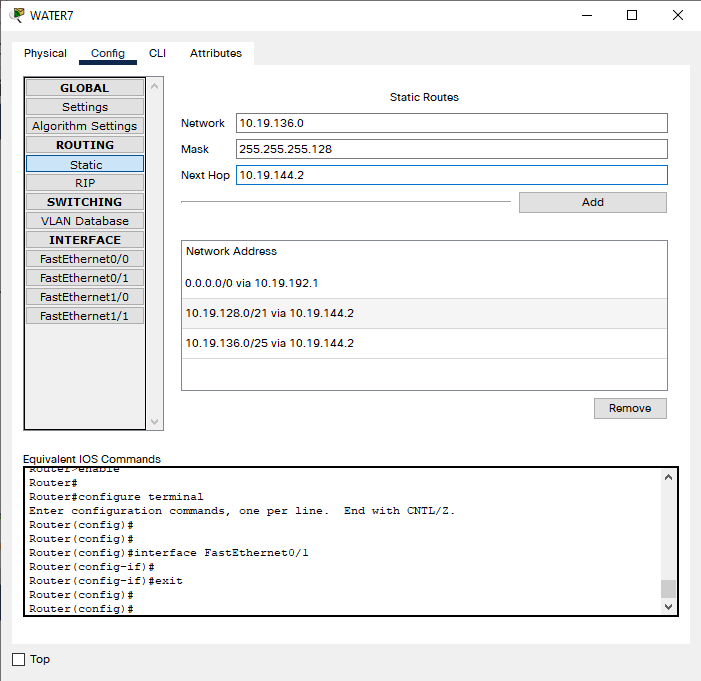 WATER7
Physical Config CLI Attributes
GLOBAL
Settings
Algorithm Settings
ROUTING
Static
RIP
SWITCHING
VLAN Database
INTERFACE
FastEthernet0/0
FastEthernet0/1
FastEthernet1/0
FastEthernet1/1
Static Routes
Network 10.19.136.0
Mask 255.255.255.128
Next Hop 10.19.144.2
Add
Network Address
0.0.0.0/0 via 10.19.192.1
10.19.128.0/21 via 10.19.144.2
10.19.136.0/25 via 10.19.144.2
Remove
Equivalent IOS Commands
Router>enable
Router#
Router#configure terminal
Enter configuration commands, one per line.  End with CNTL/Z.
Router(config)#
Router(config)#
Router(config)#interface FastEthernet0/1
Router(config-if)#
Router(config-if)#exit
Router(config)#
Router(config)#
Top